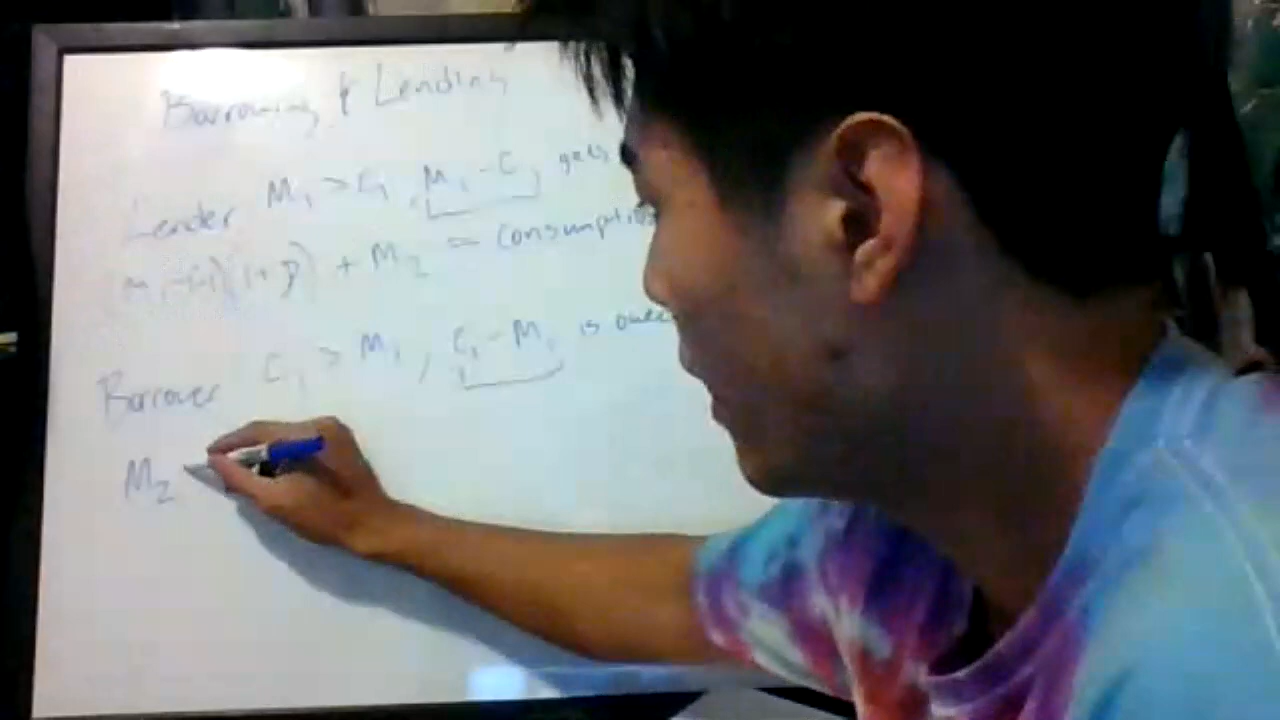 Borrowing & Lending
Lender M₁ > C₁, M₁ - C₁ gets
(M₁-C₁)(1+r) + M₂ = consumption
Borrower C₁ > M₁, C₁ - M₁ is owed
M₂